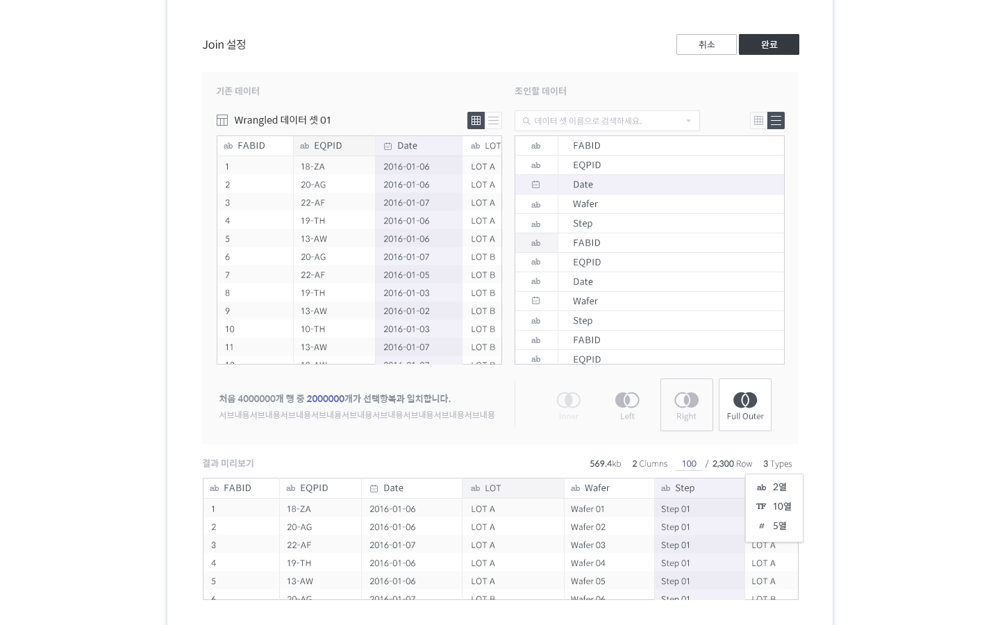 Join 설정
취소
완료
기존 데이터
Wrangled 데이터 셋 01
ab FABID ab EQPID Date ab LOT
1 18-ZA 2016-01-06 LOT A
2 20-AG 2016-01-06 LOT A
3 22-AF 2016-01-07 LOT A
4 19-TH 2016-01-06 LOT A
5 13-AW 2016-01-06 LOT A
6 20-AG 2016-01-07 LOT B
7 22-AF 2016-01-05 LOT B
8 19-TH 2016-01-03 LOT B
9 13-AW 2016-01-02 LOT B
10 10-TH 2016-01-03 LOT B
11 13-AW 2016-01-07 LOT B
조인할 데이터
데이터 셋 이름으로 검색하세요.
ab FABID
ab EQPID
Date
ab Wafer
ab Step
ab FABID
ab EQPID
ab Date
Wafer
ab Step
ab FABID
ab EQPID
처음 4000000개 행 중 2000000개가 선택항복과 일치합니다.
서브내용서브내용서브내용서브내용서브내용서브내용서브내용서브내용서브내용
Inner
Left
Right
Full Outer
결과 미리보기
569.4kb 2 Clumns 100 / 2,300 Row 3 Types
ab FABID ab EQPID Date ab LOT ab Wafer ab Step
1 18-ZA 2016-01-06 LOT A Wafer 01 Step 01
2 20-AG 2016-01-06 LOT A Wafer 02 Step 01
3 22-AF 2016-01-07 LOT A Wafer 03 Step 01 LOT A
4 19-TH 2016-01-06 LOT A Wafer 04 Step 01 LOT A
5 13-AW 2016-01-06 LOT A Wafer 05 Step 01 LOT A
6 20-AG 2016-01-07 LOT B Wafer 06 Step 01 LOT B
ab 2열
TF 10열
# 5열